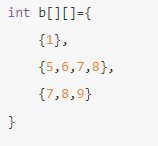 int b[][]={
{1},
{5,6,7,8},
{7,8,9}
}